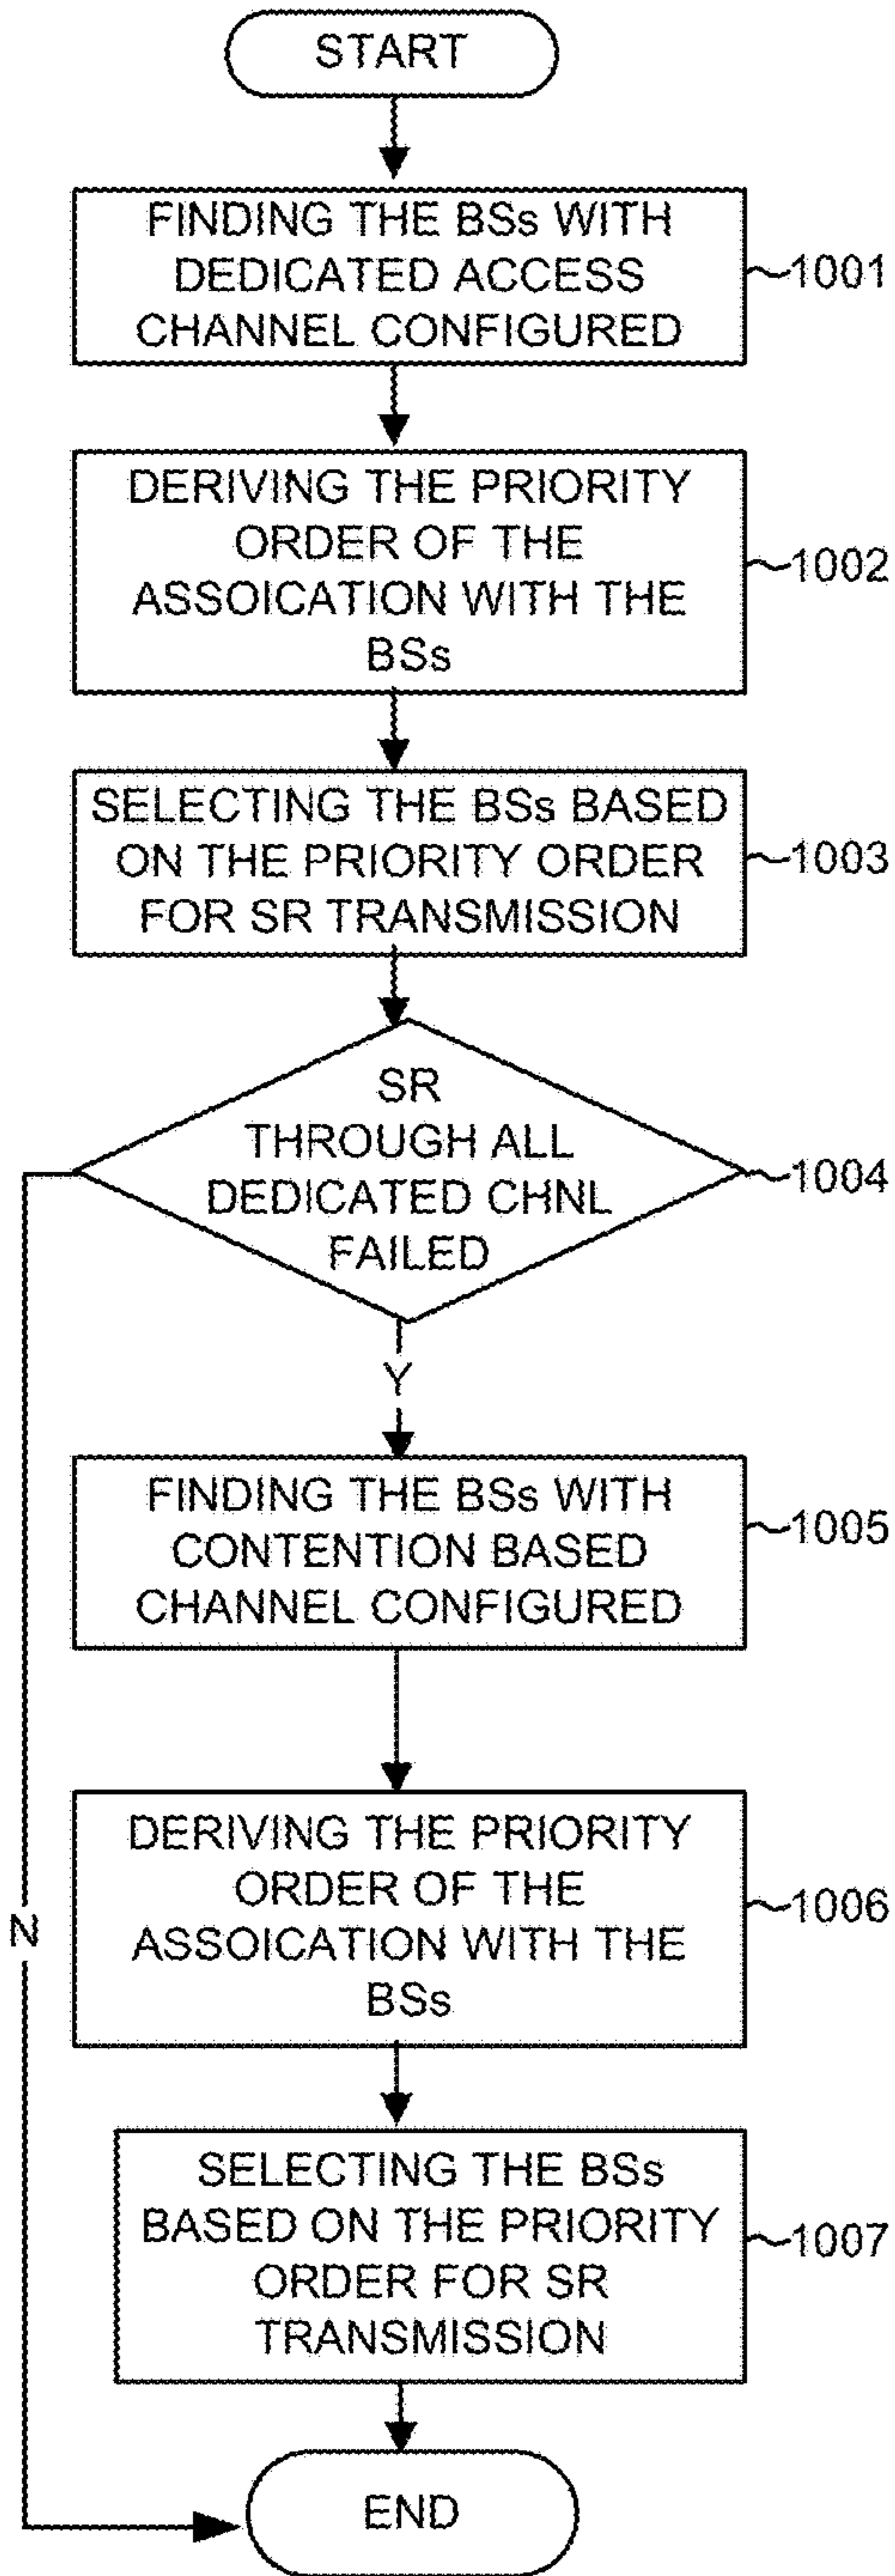 START
FINDING THE BSs WITH
DEDICATED ACCESS
CHANNEL CONFIGURED
1001
DERIVING THE PRIORITY
ORDER OF THE
ASSOICATION WITH THE
BSs
1002
SELECTING THE BSs BASED
ON THE PRIORITY ORDER
FOR SR TRANSMISSION
1003
SR
THROUGH ALL
DEDICATED CHNL
FAILED
1004
Y
FINDING THE BSs WITH
CONTENTION BASED
CHANNEL CONFIGURED
1005
DERIVING THE PRIORITY
ORDER OF THE
ASSOICATION WITH THE
BSs
1006
N
SELECTING THE BSs
BASED ON THE PRIORITY
ORDER FOR SR
TRANSMISSION
1007
END